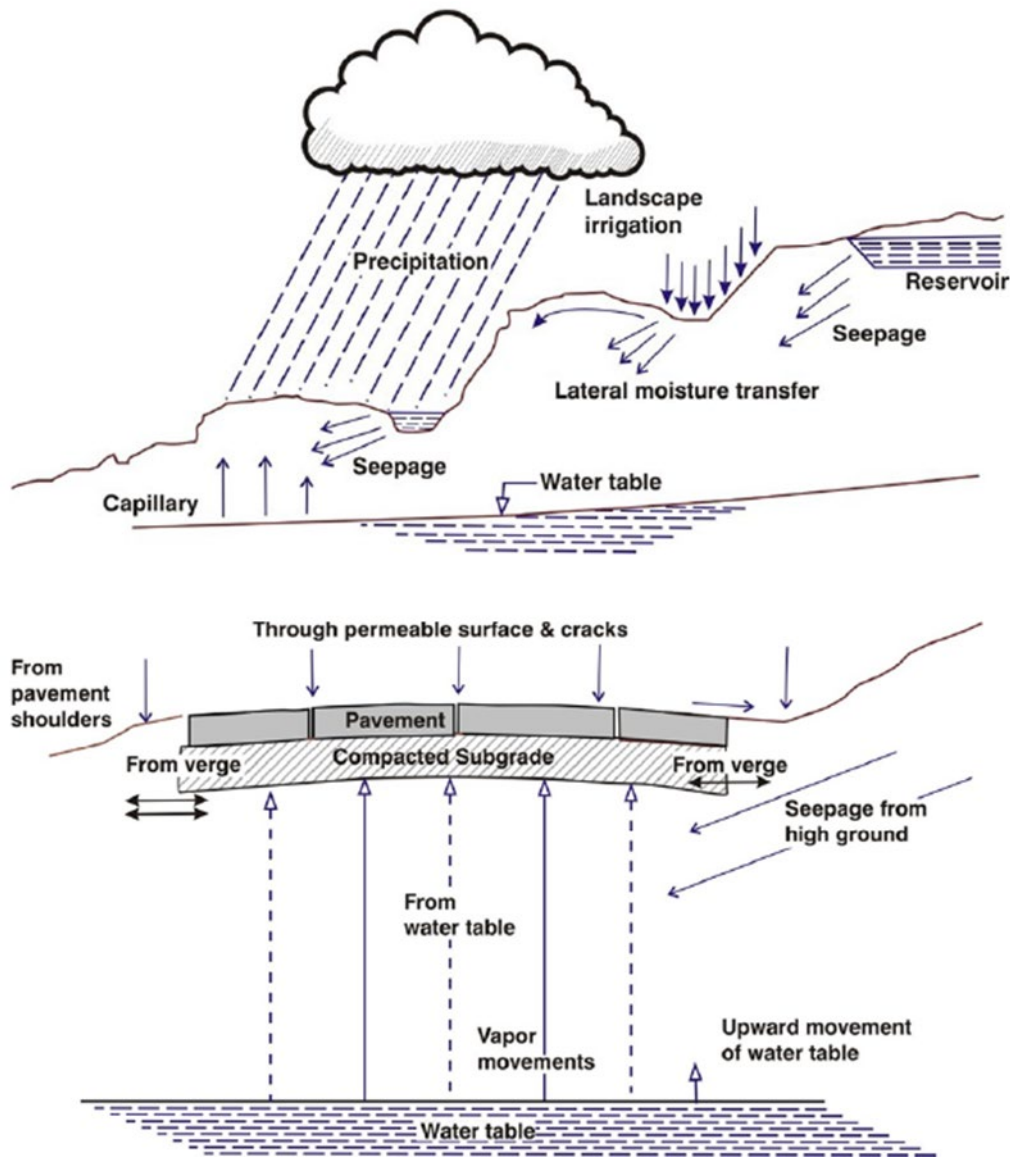 Landscape
irrigation
Precipitation
Reservoir
Seepage
Lateral moisture transfer
Seepage
Water table
Capillary
Through permeable surface & cracks
From
pavement
shoulders
Pavement
Compacted Subgrade
From verge
From verge
Seepage from
high ground
From
water table
Vapor
movements
Upward movement
of water table
Water table